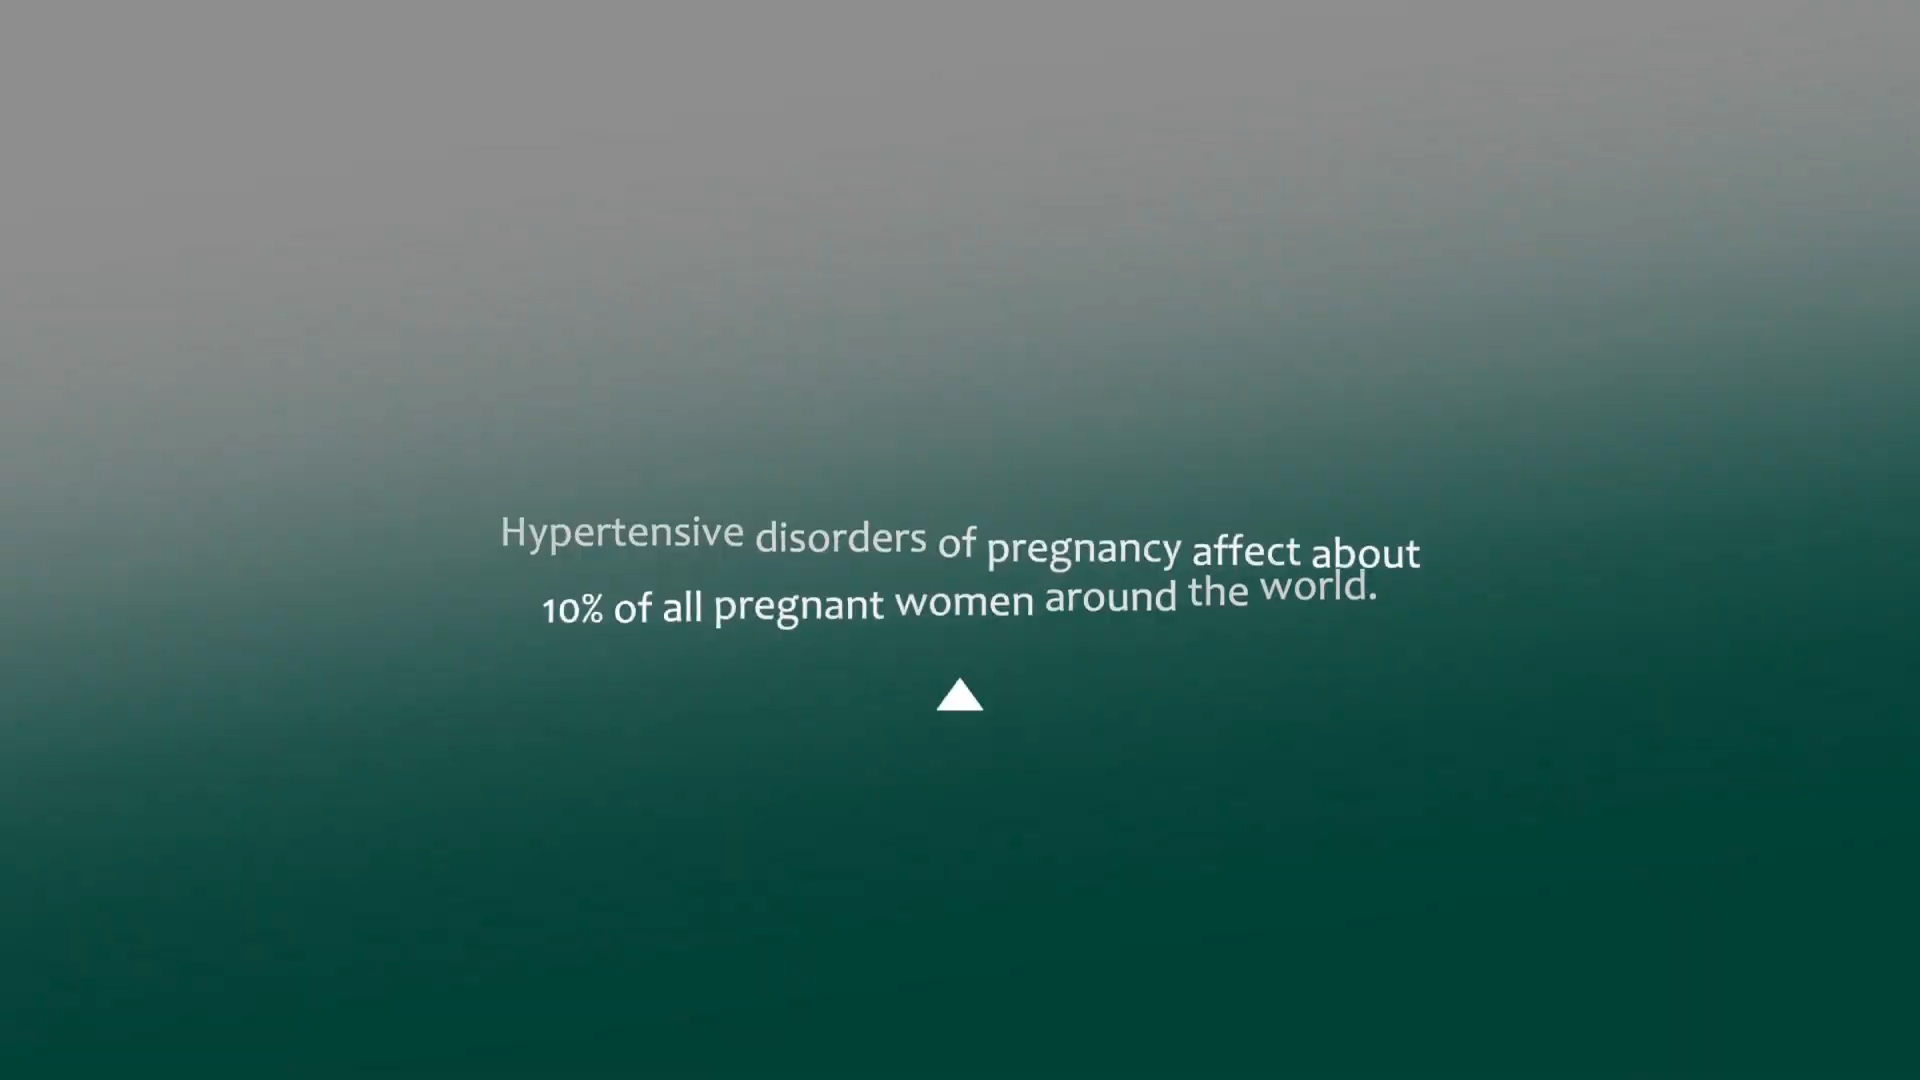 Hypertensive disorders of pregnancy affect about
10% of all pregnant women around the world.